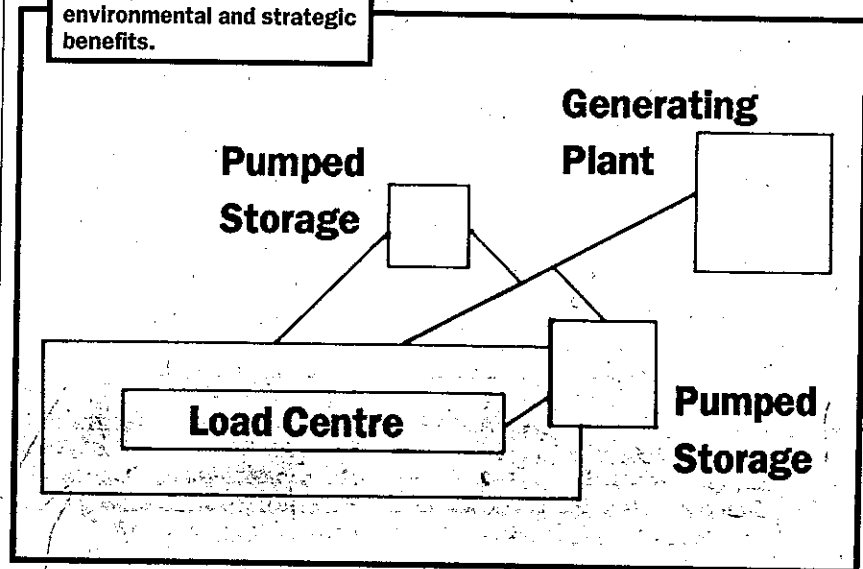 environmental and strategic
benefits.
Generating
Plant
Pumped
Storage
Load Centre
Pumped
Storage